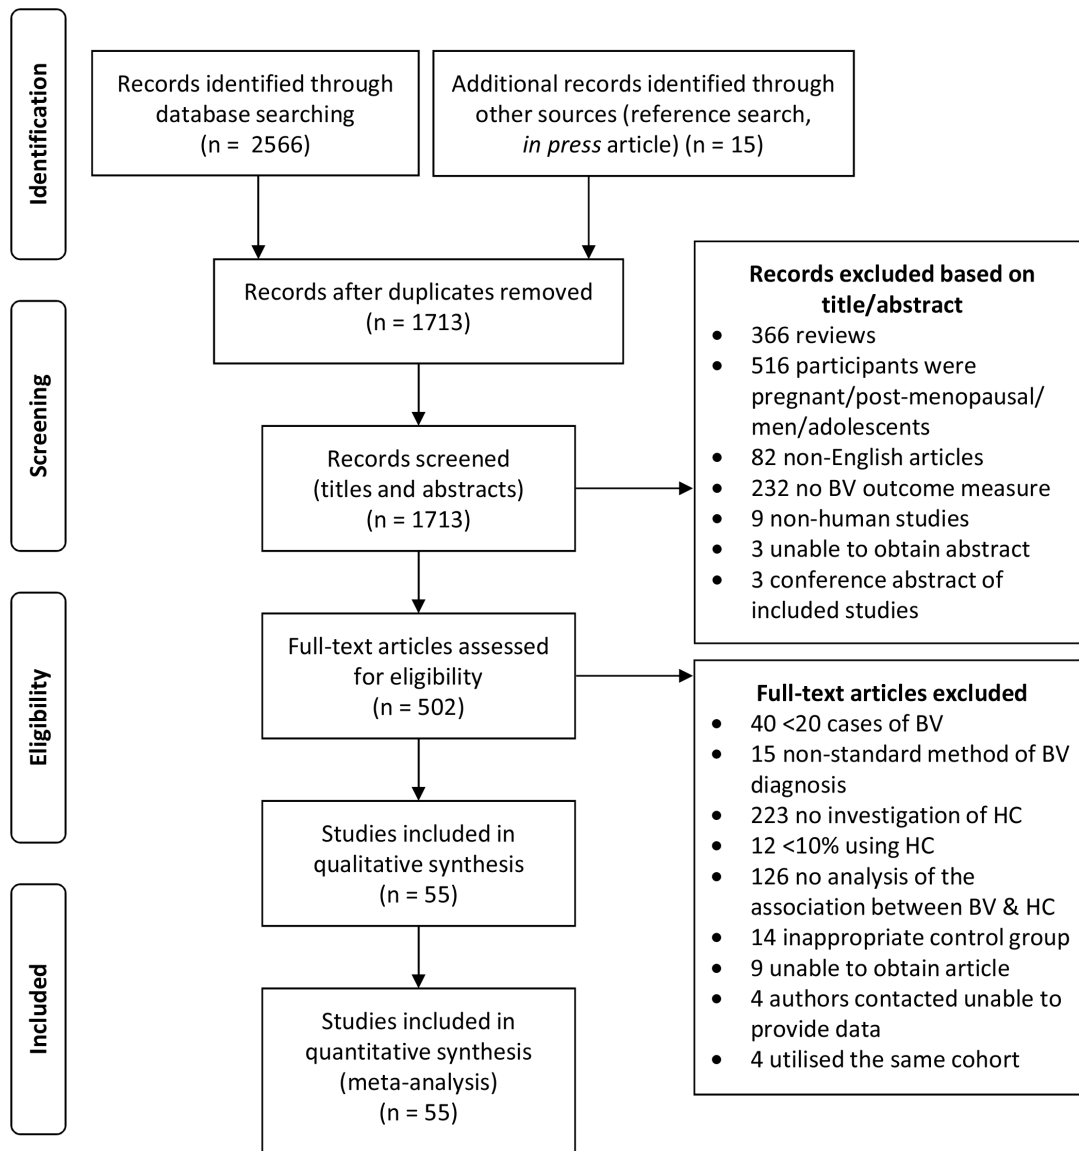 Identification
Records identified through
database searching
(n =  2566)
Additional records identified through
other sources (reference search,
in press article) (n = 15)
Records after duplicates removed
(n = 1713)
Screening
Records screened
(titles and abstracts)
(n = 1713)
Records excluded based on
title/abstract
• 366 reviews
• 516 participants were
pregnant/post-menopausal/
men/adolescents
• 82 non-English articles
• 232 no BV outcome measure
• 9 non-human studies
• 3 unable to obtain abstract
• 3 conference abstract of
included studies
Eligibility
Full-text articles assessed
for eligibility
(n = 502)
Full-text articles excluded
• 40 <20 cases of BV
• 15 non-standard method of BV
diagnosis
• 223 no investigation of HC
• 12 <10% using HC
• 126 no analysis of the
association between BV & HC
• 14 inappropriate control group
• 9 unable to obtain article
• 4 authors contacted unable to
provide data
• 4 utilised the same cohort
Studies included in
qualitative synthesis
(n = 55)
Included
Studies included in
quantitative synthesis
(meta-analysis)
(n = 55)